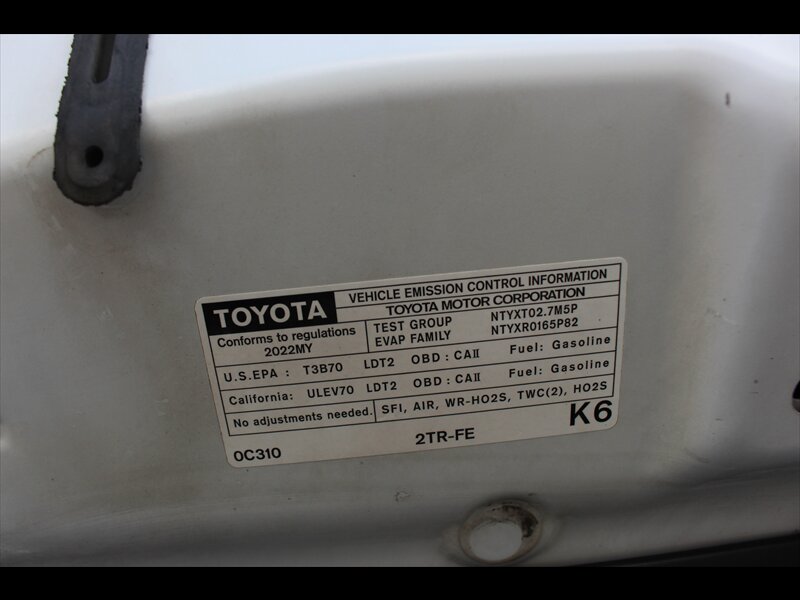 TOYOTA VEHICLE EMISSION CONTROL INFORMATION
TOYOTA MOTOR CORPORATION
Conforms to regulations
2022MY
TEST GROUP NTYXT02.7M5P
EVAP FAMILY NTYXR0165P82
U.S.EPA : T3B70 LDT2 OBD : CAII Fuel: Gasoline
California: ULEV70 LDT2 OBD : CAII Fuel: Gasoline
No adjustments needed. SFI, AIR, WR-HO2S, TWC(2), HO2S
0C310 2TR-FE K6